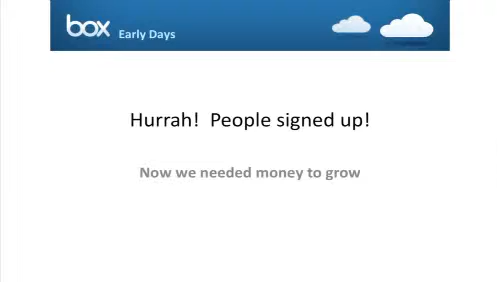 box Early Days
Hurrah!  People signed up!
Now we needed money to grow